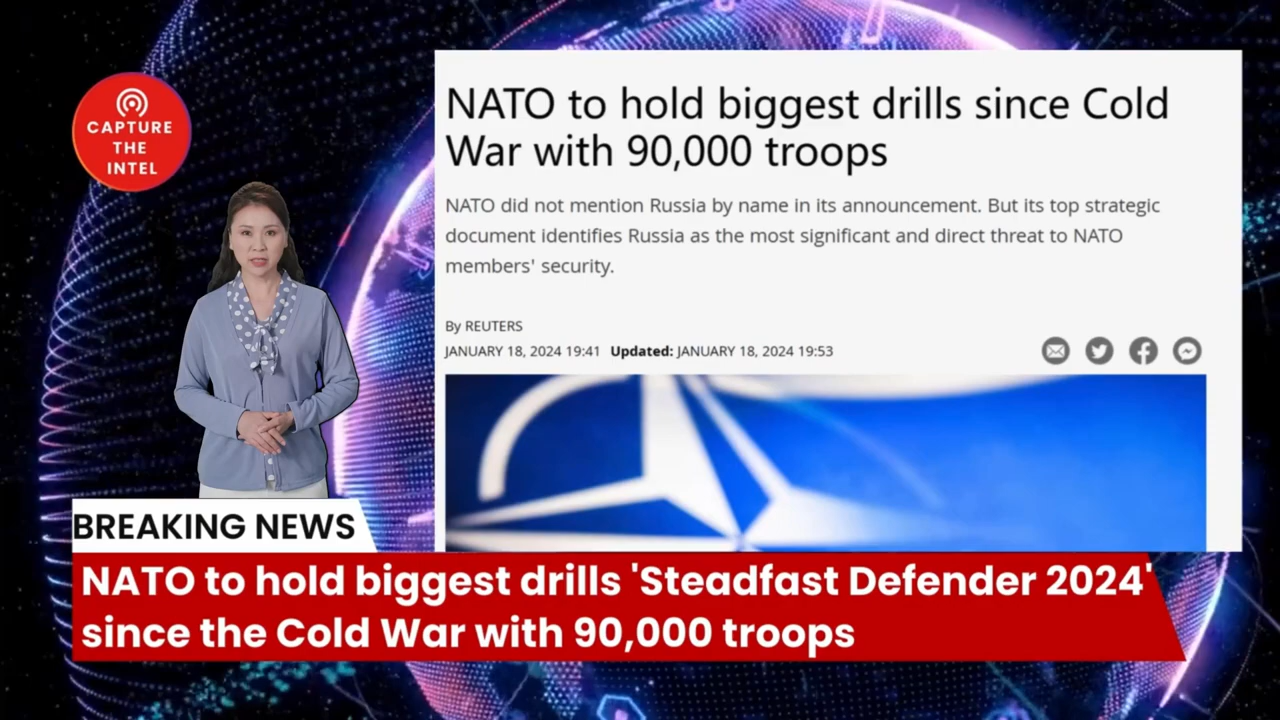 CAPTURE
THE
INTEL
NATO to hold biggest drills since Cold
War with 90,000 troops
NATO did not mention Russia by name in its announcement. But its top strategic
document identifies Russia as the most significant and direct threat to NATO
members' security.
By REUTERS
JANUARY 18, 2024 19:41 Updated: JANUARY 18, 2024 19:53
BREAKING NEWS
NATO to hold biggest drills 'Steadfast Defender 2024'
since the Cold War with 90,000 troops